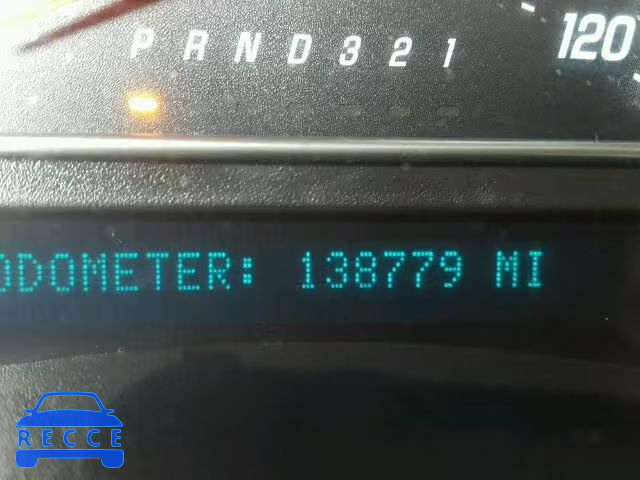 P R N D 3 2 1
120
ODOMETER: 138779 MI
RECCE